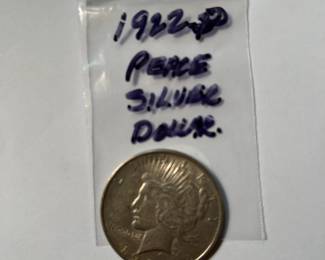 1922-D
PEACE
SILVER
DOLLAR.